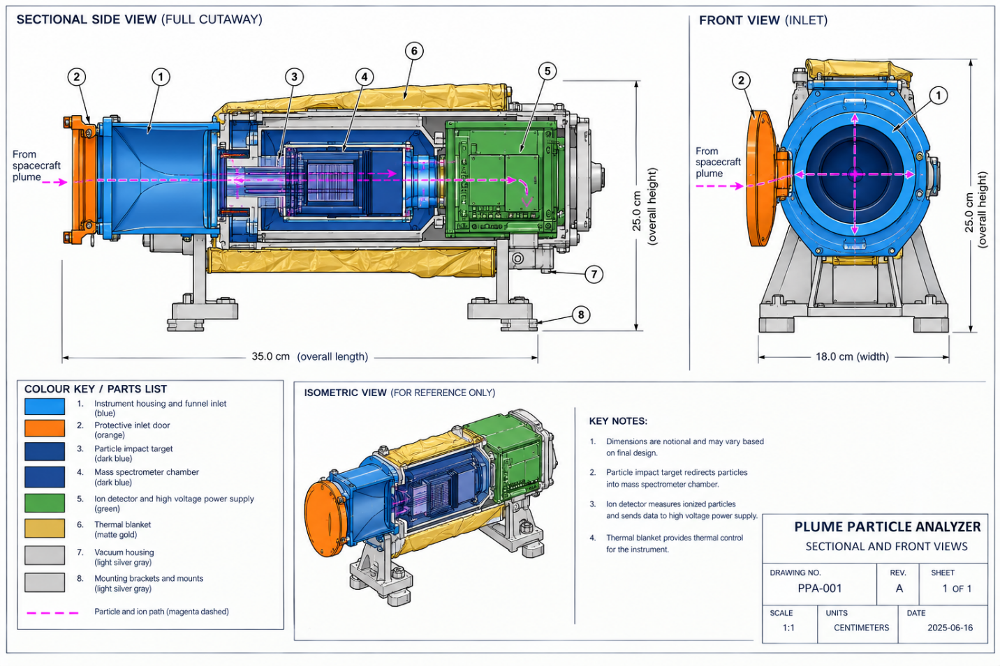 SECTIONAL SIDE VIEW (FULL CUTAWAY)
6
2
1
3
4
5
From
spacecraft
plume
7
8
25.0 cm
(overall height)
35.0 cm (overall length)
FRONT VIEW (INLET)
2
1
From
spacecraft
plume
25.0 cm
(overall height)
18.0 cm (width)
COLOUR KEY / PARTS LIST
1. Instrument housing and funnel inlet
(blue)
2. Protective inlet door
(orange)
3. Particle impact target
(dark blue)
4. Mass spectrometer chamber
(dark blue)
5. Ion detector and high voltage power supply
(green)
6. Thermal blanket
(matte gold)
7. Vacuum housing
(light silver gray)
8. Mounting brackets and mounts
(light silver gray)
Particle and ion path (magenta dashed)
ISOMETRIC VIEW (FOR REFERENCE ONLY)
KEY NOTES:
1. Dimensions are notional and may vary based
on final design.
2. Particle impact target redirects particles
into mass spectrometer chamber.
3. Ion detector measures ionized particles
and sends data to high voltage power supply.
4. Thermal blanket provides thermal control
for the instrument.
PLUME PARTICLE ANALYZER
SECTIONAL AND FRONT VIEWS
DRAWING NO.
PPA-001
REV.
A
SHEET
1 OF 1
SCALE
1:1
UNITS
CENTIMETERS
DATE
2025-06-16